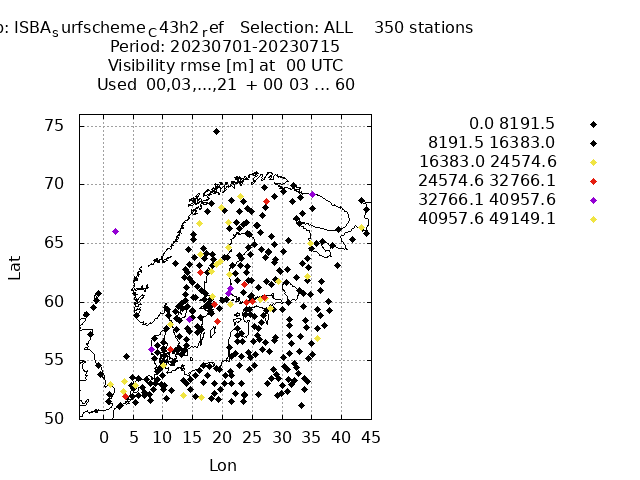 o: ISBAsurfschemeC43h2ref Selection: ALL 350 stations
Period: 20230701-20230715
Visibility rmse [m] at 00 UTC
Used 00,03,...,21 + 00 03 ... 60
0.0 8191.5
8191.5 16383.0
16383.0 24574.6
24574.6 32766.1
32766.1 40957.6
40957.6 49149.1
75
70
65
60
55
50
Lat
0 5 10 15 20 25 30 35 40 45
Lon